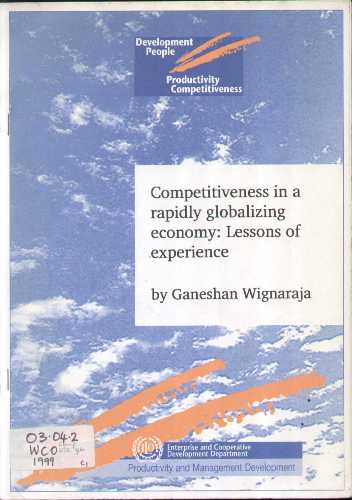 Development
People
Productivity
Competitiveness
Competitiveness in a
rapidly globalizing
economy: Lessons of
experience
by Ganeshan Wignaraja
03.04.2
WCO
1999
C1
Enterprise and Cooperative
Development Department
Productivity and Management Development